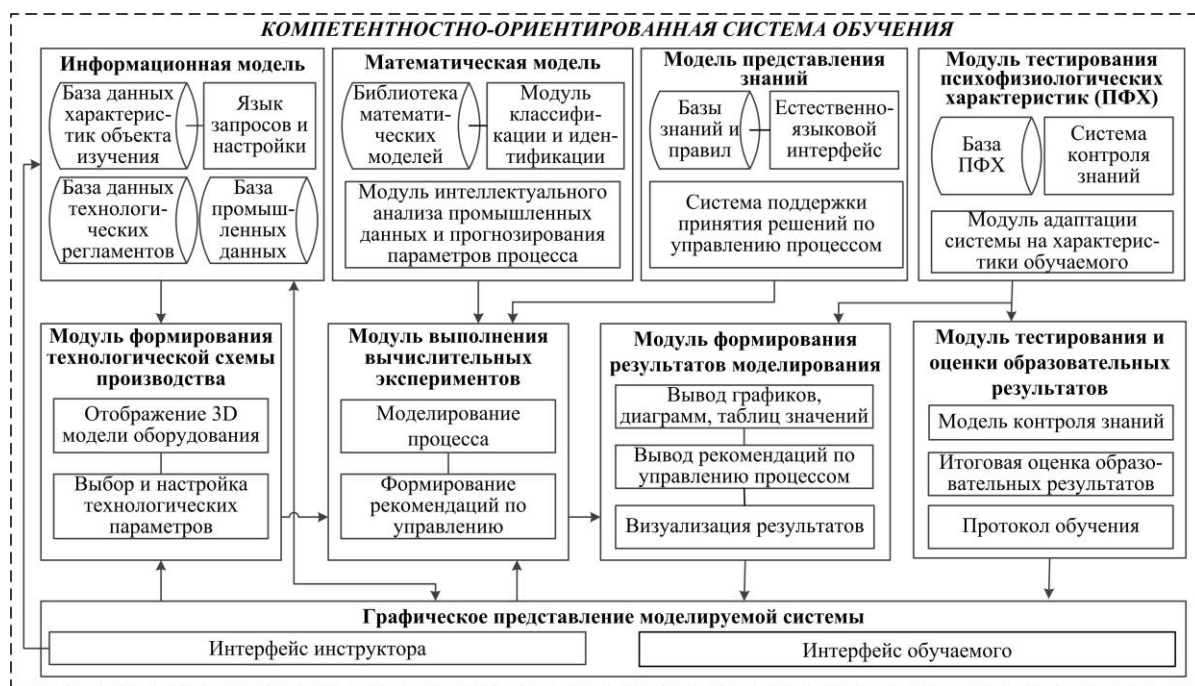 КОМПЕТЕНТНОСТНО-ОРИЕНТИРОВАННАЯ СИСТЕМА ОБУЧЕНИЯ
Информационная модель
База данных
характерис-
тик объекта
изучения
Язык
запросов и
настройки
База данных
технологи-
ческих
регламентов
База
промыш-
ленных
данных
Математическая модель
Библиотека
математи-
ческих
моделей
Модуль
классифи-
кации и иден-
тификации
Модуль интеллектуального
анализа промышленных
данных и прогнозирования
параметров процесса
Модель представления
знаний
Базы
знаний и
правил
Естественно-
языковой
интерфейс
Система поддержки
принятия решений по
управлению процессом
Модуль тестирования
психофизиологических
характеристик (ПФХ)
База
ПФХ
Система
контроля
знаний
Модуль адаптации
системы на характерис-
тики обучаемого
Модуль формирования
технологической схемы
производства
Отображение 3D
модели оборудования
Выбор и настройка
технологических
параметров
Модуль выполнения
вычислительных
экспериментов
Моделирование
процесса
Формирование
рекомендаций по
управлению
Модуль формирования
результатов моделирования
Вывод графиков,
диаграмм, таблиц значений
Вывод рекомендаций по
управлению процессом
Визуализация результатов
Модуль тестирования и
оценки образовательных
результатов
Модель контроля знаний
Итоговая оценка образо-
вательных результатов
Протокол обучения
Графическое представление моделируемой системы
Интерфейс инструктора
Интерфейс обучаемого